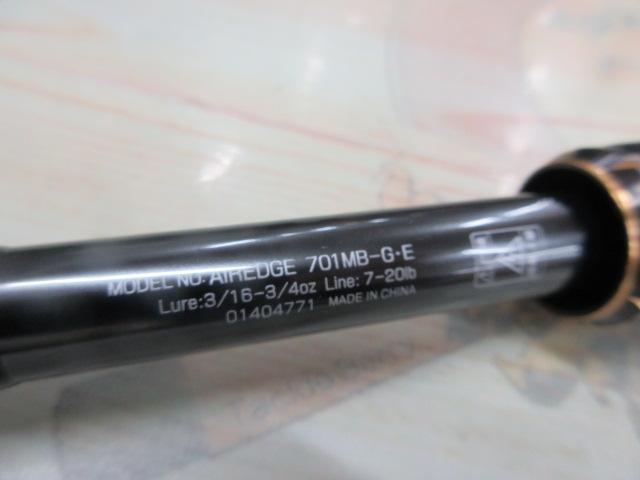 MODEL NO. AIREDGE 701MB-G·E
Lure:3/16-3/4oz Line: 7-20lb
01404771 MADE IN CHINA